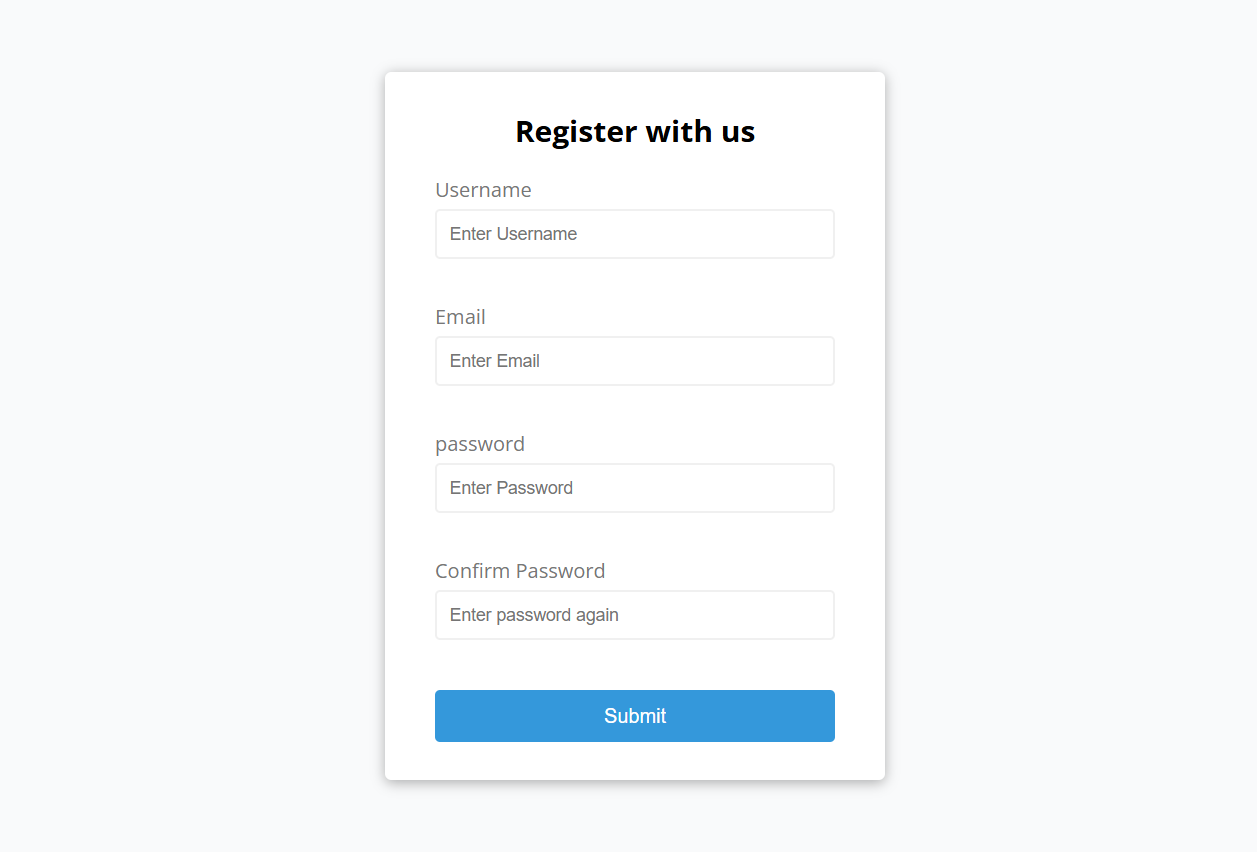 Register with us
Username
Enter Username
Email
Enter Email
password
Enter Password
Confirm Password
Enter password again
Submit